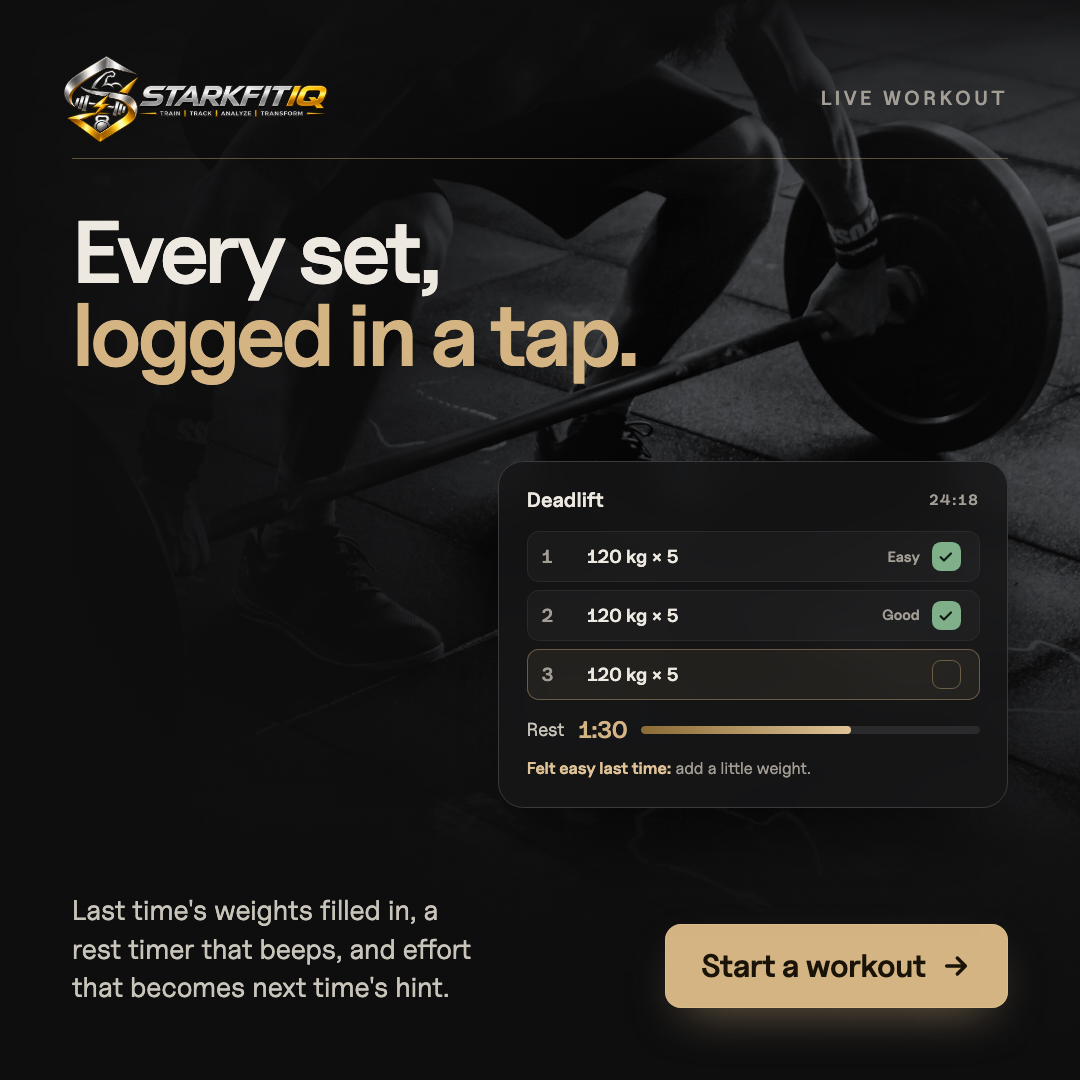 STARKFITIQ
TRAIN | TRACK | ANALYZE | TRANSFORM
LIVE WORKOUT
Every set,
logged in a tap.
Deadlift 24:18
1 120 kg × 5 Easy
2 120 kg × 5 Good
3 120 kg × 5
Rest 1:30
Felt easy last time: add a little weight.
Last time's weights filled in, a
rest timer that beeps, and effort
that becomes next time's hint.
Start a workout →